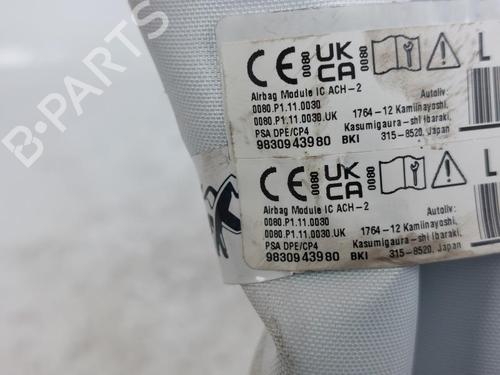 CE 0080 UK CA 0080 L
Airbag Module IC ACH-2
0080.P1.11.0030
0080.P1.11.0030.UK
PSA DPE/CP4
9830943980 BKI
Autoliv:
1764-12 Kamiinayoshi,
Kasumigaura-shi Ibaraki,
315-8520, Japan
CE 0080 UK CA 0080 L
Airbag Module IC ACH-2
0080.P1.11.0030
0080.P1.11.0030.UK
PSA DPE/CP4
9830943980 BKI
Autoliv:
1764-12 Kamiinayoshi,
Kasumigaura-shi Ibaraki,
315-8520, Japan